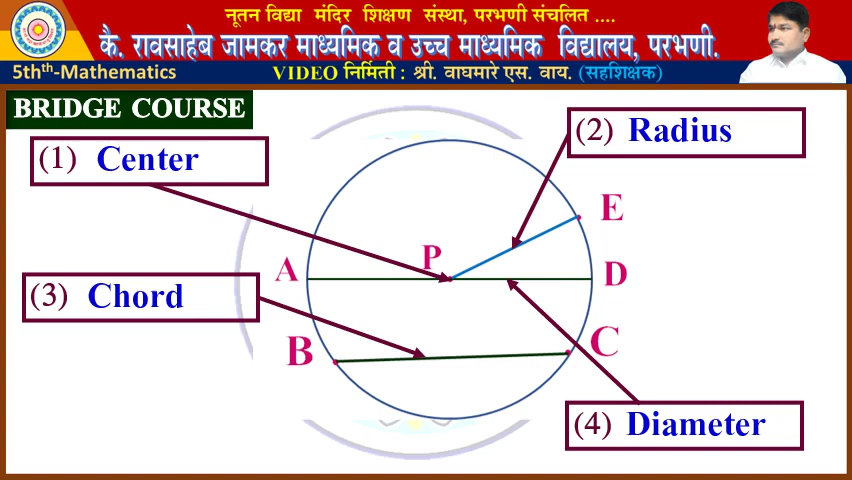 नूतन विद्या मंदिर शिक्षण संस्था, परभणी संचलित ....
कै. रावसाहेब जामकर माध्यमिक व उच्च माध्यमिक विद्यालय, परभणी.
5thth-Mathematics
VIDEO निर्मिती : श्री. वाघमारे एस. वाय. (सहशिक्षक)
BRIDGE COURSE
(1) Center
(2) Radius
E
P
A
D
(3) Chord
B
C
(4) Diameter